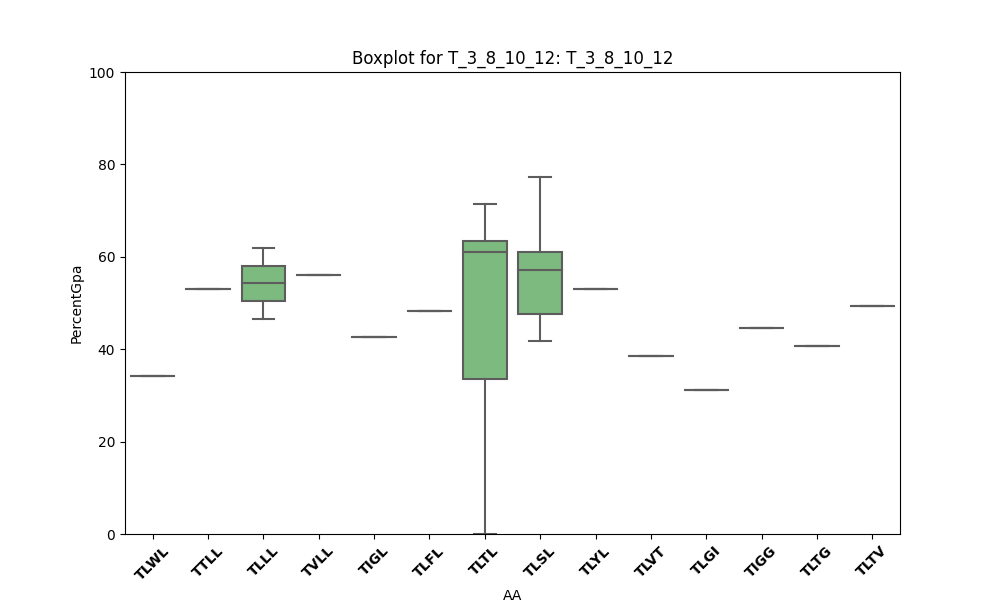 Boxplot for T_3_8_10_12: T_3_8_10_12
PercentGpa
100
80
60
40
20
0
TLWL
TTLL
TLLL
TVLL
TIGL
TLFL
TLTL
TLSL
TLYL
TLVT
TLGI
TIGG
TLTG
TLTV
AA